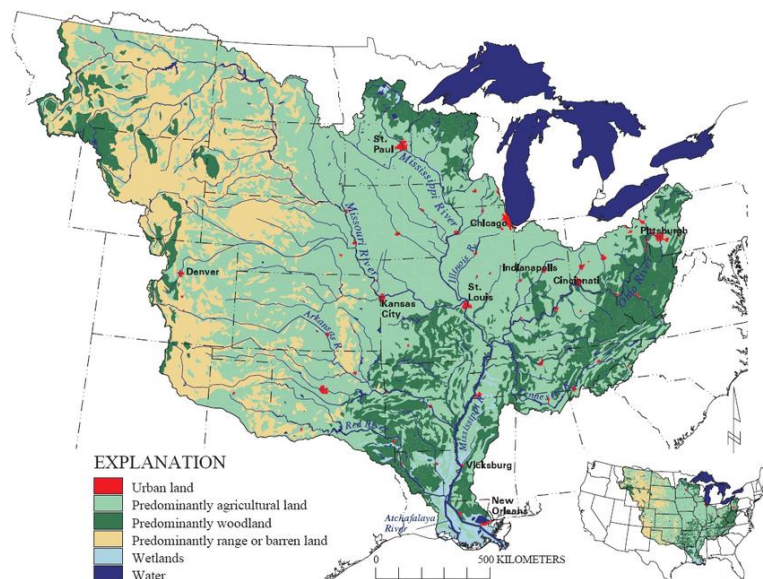 St.
Paul
Mississippi River
Chicago
Pittsburgh
Missouri River
Illinois R.
Indianapolis
Denver
Cincinnati
Ohio River
St.
Louis
Kansas
City
Arkansas R.
Tennessee R.
Mississippi R.
Red River
Vicksburg
New
Orleans
Atchafalaya
River
EXPLANATION
Urban land
Predominantly agricultural land
Predominantly woodland
Predominantly range or barren land
Wetlands
Water
0
500 KILOMETERS
N